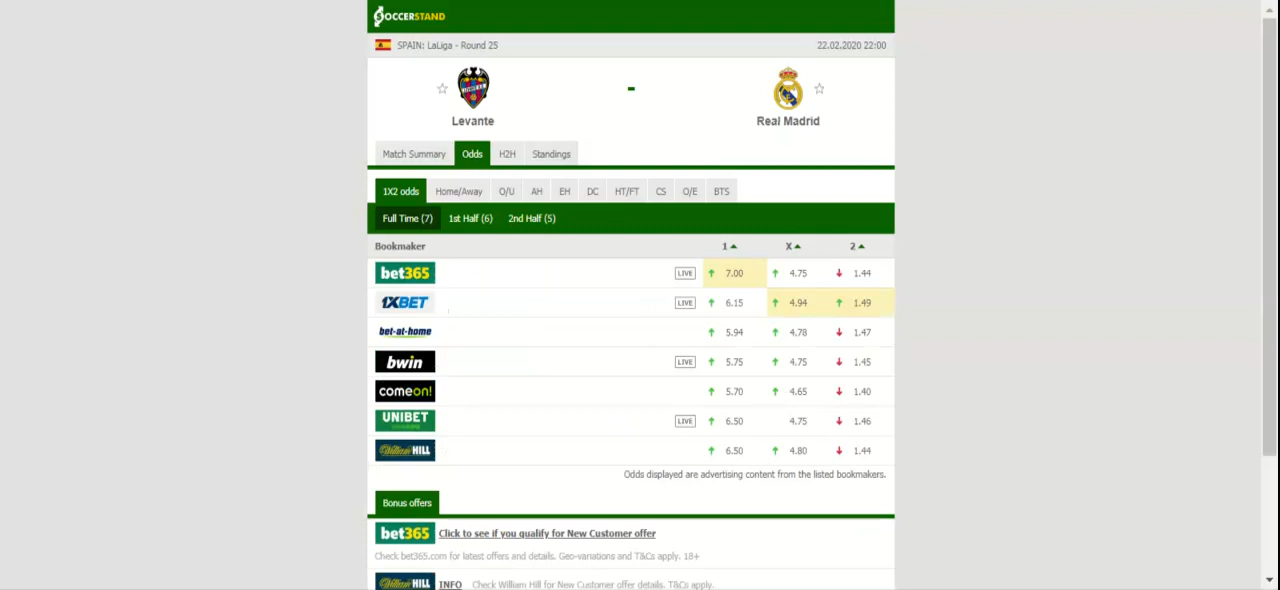 SOCCERSTAND
SPAIN: LaLiga - Round 25 22.02.2020 22:00
-
Levante Real Madrid
Match Summary Odds H2H Standings
1X2 odds Home/Away O/U AH EH DC HT/FT CS O/E BTS
Full Time (7) 1st Half (6) 2nd Half (5)
Bookmaker 1 X 2
bet365 LIVE 7.00 4.75 1.44
1XBET LIVE 6.15 4.94 1.49
bet-at-home 5.94 4.78 1.47
bwin LIVE 5.75 4.75 1.45
comeon! 5.70 4.65 1.40
UNIBET LIVE 6.50 4.75 1.46
William HILL 6.50 4.80 1.44
Odds displayed are advertising content from the listed bookmakers.
Bonus offers
bet365 Click to see if you qualify for New Customer offer
Check bet365.com for latest offers and details. Geo-variations and T&Cs apply. 18+
William HILL INFO Check William Hill for New Customer offer details. T&Cs apply.